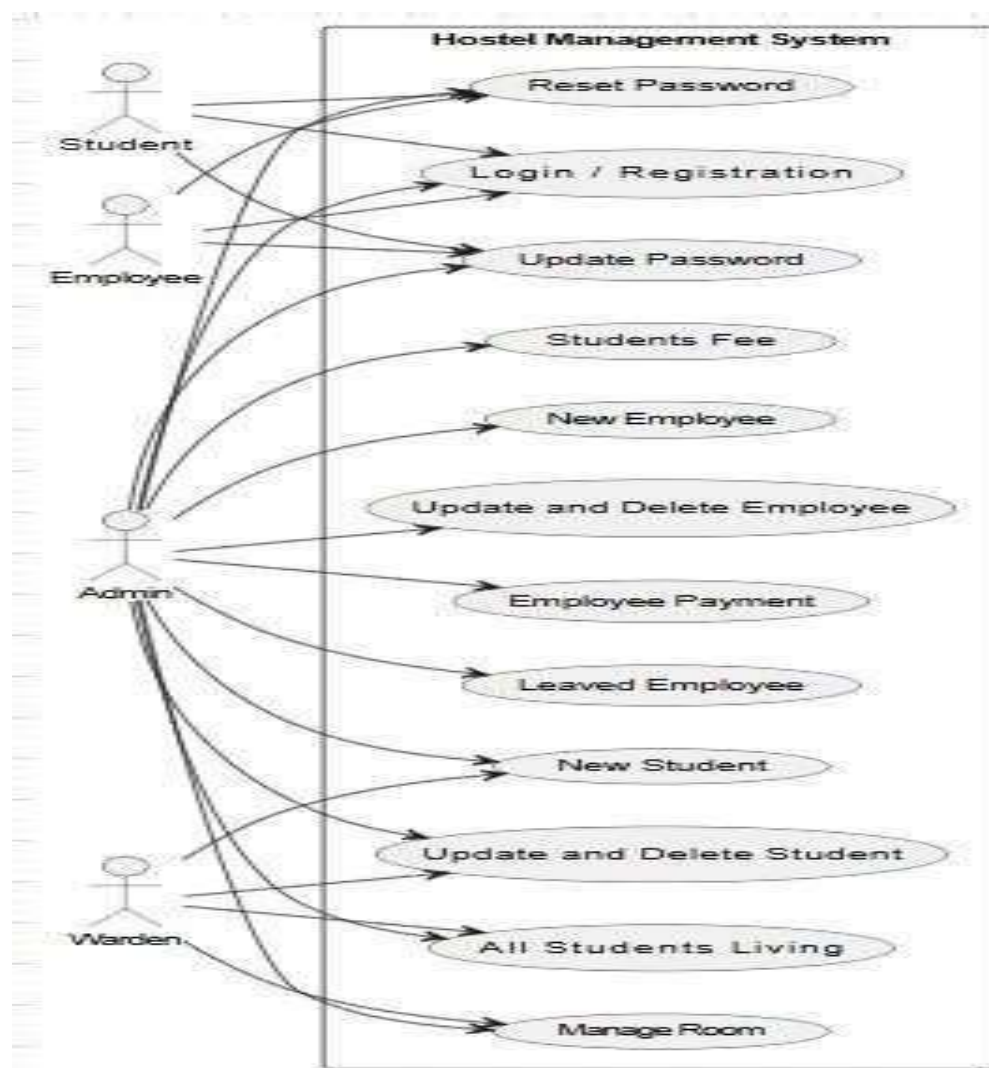 Hostel Management System
Reset Password
Student
Login / Registration
Employee
Update Password
Students Fee
New Employee
Update and Delete Employee
Admin
Employee Payment
Leaved Employee
New Student
Update and Delete Student
Warden
All Students Living
Manage Room